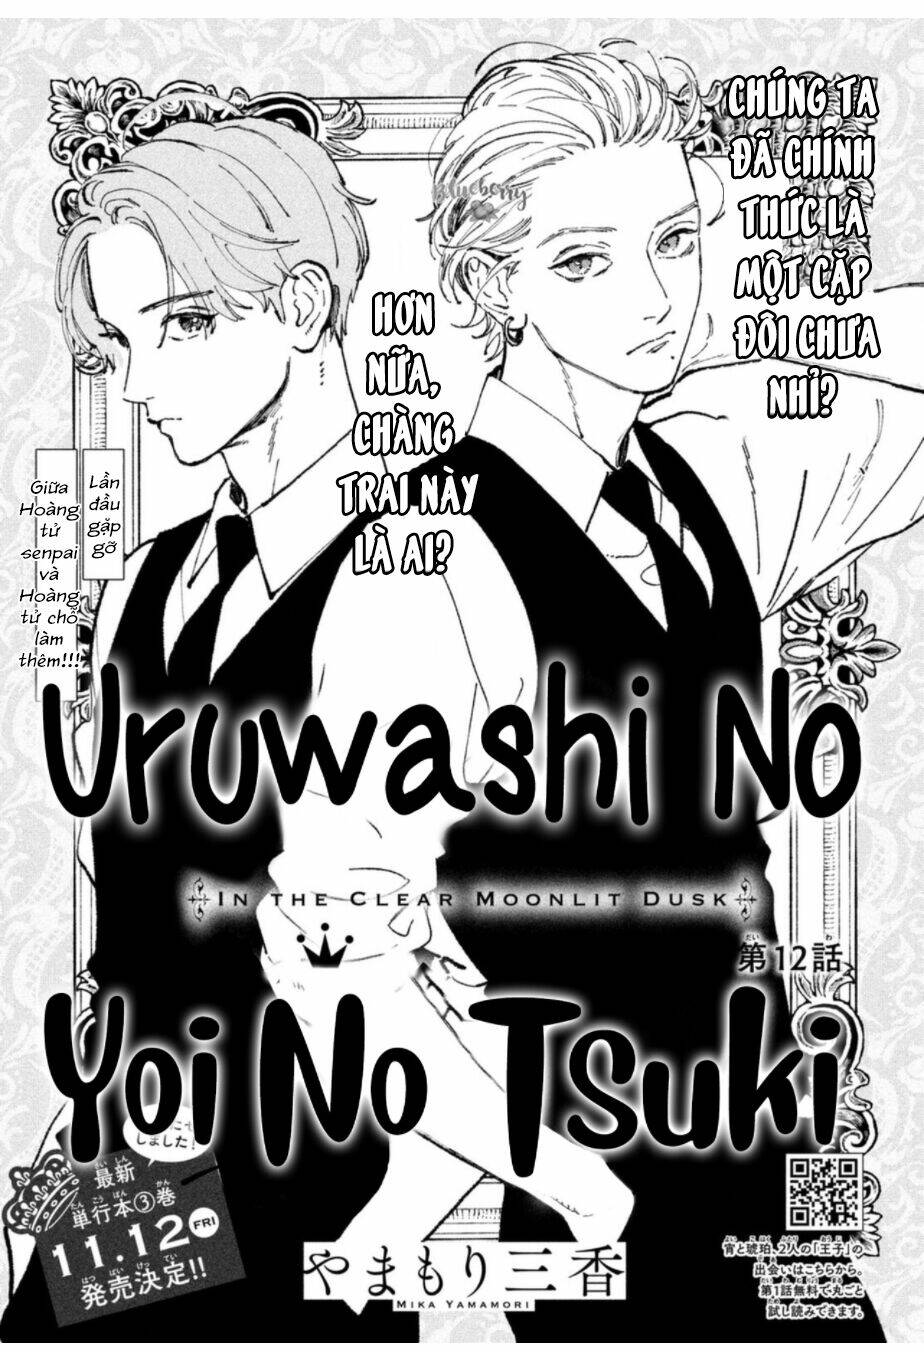 CHÚNG TA
ĐÃ CHÍNH
THỨC LÀ
MỘT CẶP
ĐÔI CHƯA
NHỈ?
Blueberry
HƠN
NỮA,
CHÀNG
TRAI NÀY
LÀ AI?
Lần
đầu
gặp
gỡ
Giữa
Hoàng
tử
senpai
và
Hoàng
tử chỗ
làm
thêm!!!
Uruwashi No
IN THE CLEAR MOONLIT DUSK
第12話
Yoi No Tsuki
しました!
最新
単行本③巻
11.12 FRI
発売決定!!
やまもり三香
MIKA YAMAMORI
宵と琥珀、2人の「王子」の
出会いはこちらから。
第1話無料で丸ごと
試し読みできます。